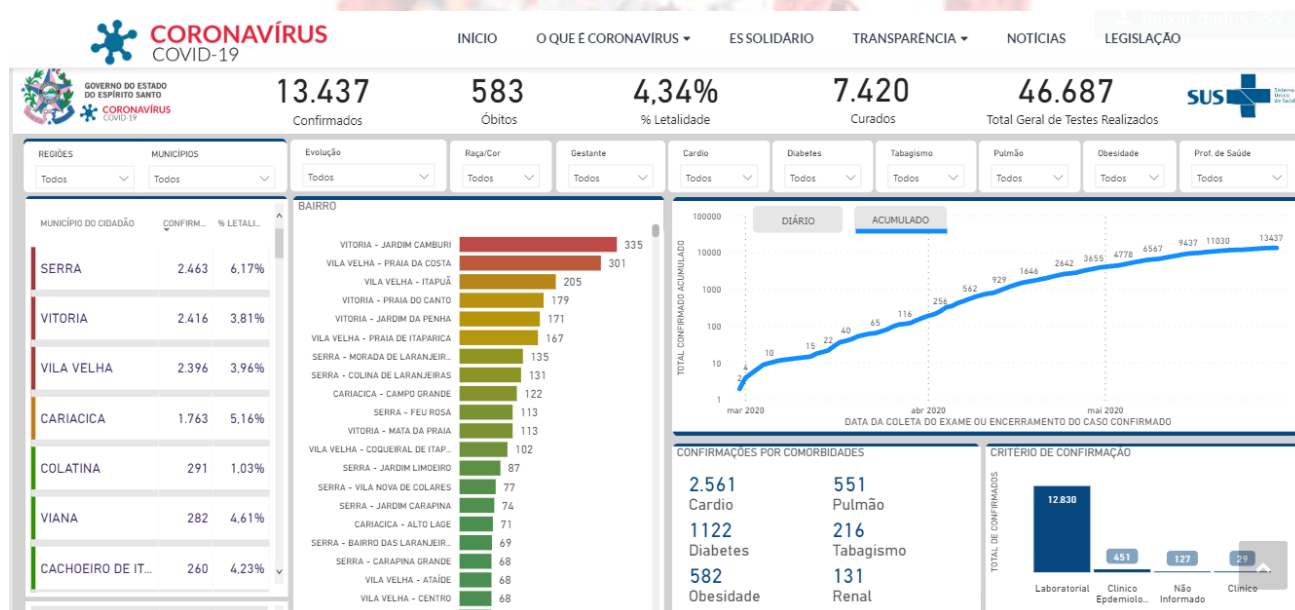 Baixar dados CSV
CORONAVÍRUS
COVID-19
INÍCIO O QUE É CORONAVÍRUS ES SOLIDÁRIO TRANSPARÊNCIA NOTÍCIAS LEGISLAÇÃO
GOVERNO DO ESTADO
DO ESPÍRITO SANTO
CORONAVÍRUS
COVID-19
13.437 583 4,34% 7.420 46.687
Confirmados Óbitos % Letalidade Curados Total Geral de Testes Realizados
SUS
Sistema
Único
de Saúde
REGIÕES MUNICÍPIOS Evolução Raça/Cor Gestante Cardio Diabetes Tabagismo Pulmão Obesidade Prof. de Saúde
Todos Todos Todos Todos Todos Todos Todos Todos Todos Todos Todos
MUNICÍPIO DO CIDADÃO CONFIRM... % LETALI...
SERRA 2.463 6,17%
VITORIA 2.416 3,81%
VILA VELHA 2.396 3,96%
CARIACICA 1.763 5,16%
COLATINA 291 1,03%
VIANA 282 4,61%
CACHOEIRO DE IT... 260 4,23%
BAIRRO
VITORIA - JARDIM CAMBURI 335
VILA VELHA - PRAIA DA COSTA 301
VILA VELHA - ITAPUÃ 205
VITORIA - PRAIA DO CANTO 179
VITORIA - JARDIM DA PENHA 171
VILA VELHA - PRAIA DE ITAPARICA 167
SERRA - MORADA DE LARANJEIR... 135
SERRA - COLINA DE LARANJEIRAS 131
CARIACICA - CAMPO GRANDE 122
SERRA - FEU ROSA 113
VITORIA - MATA DA PRAIA 113
VILA VELHA - COQUEIRAL DE ITAP... 102
SERRA - JARDIM LIMOEIRO 87
SERRA - VILA NOVA DE COLARES 77
SERRA - JARDIM CARAPINA 74
CARIACICA - ALTO LAGE 71
SERRA - BAIRRO DAS LARANJEIR... 69
SERRA - CARAPINA GRANDE 68
VILA VELHA - ATAÍDE 68
VILA VELHA - CENTRO 68
DIÁRIO ACUMULADO
TOTAL CONFIRMADO ACUMULADO
100000
10000
1000
100
10
1
2 4 10 15 22 40 65 116 256 562 929 1646 2642 3655 4778 6567 9437 11030 13437
mar 2020 abr 2020 mai 2020
DATA DA COLETA DO EXAME OU ENCERRAMENTO DO CASO CONFIRMADO
CONFIRMAÇÕES POR COMORBIDADES
2.561 551
Cardio Pulmão
1122 216
Diabetes Tabagismo
582 131
Obesidade Renal
CRITÉRIO DE CONFIRMAÇÃO
TOTAL DE CONFIRMADOS
12.830 451 127 29
Laboratorial Clínico Não Clínico
Epdemiolo... Informado